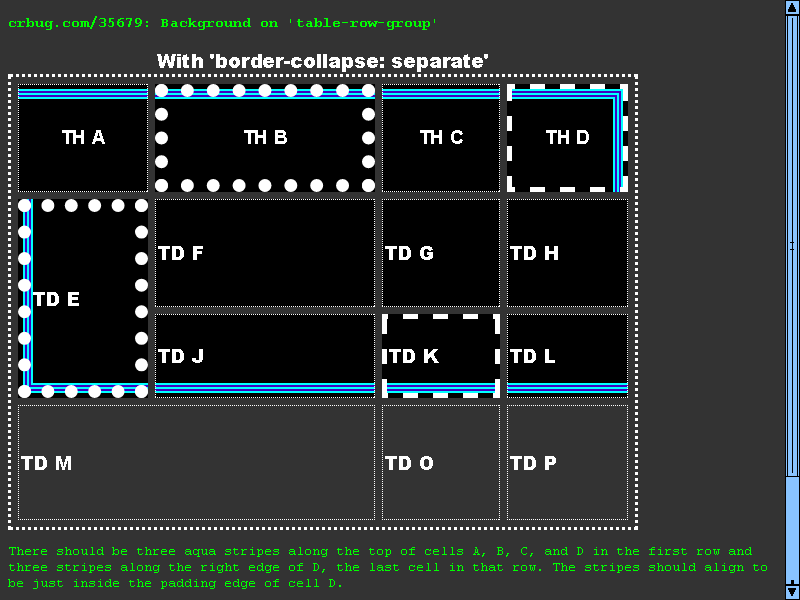 crbug.com/35679: Background on 'table-row-group'
With 'border-collapse: separate'
TH A TH B TH C TH D
TD E
TD F TD G TD H
TD J TD K TD L
TD M TD O TD P
There should be three aqua stripes along the top of cells A, B, C, and D in the first row and
three stripes along the right edge of D, the last cell in that row. The stripes should align to
be just inside the padding edge of cell D.